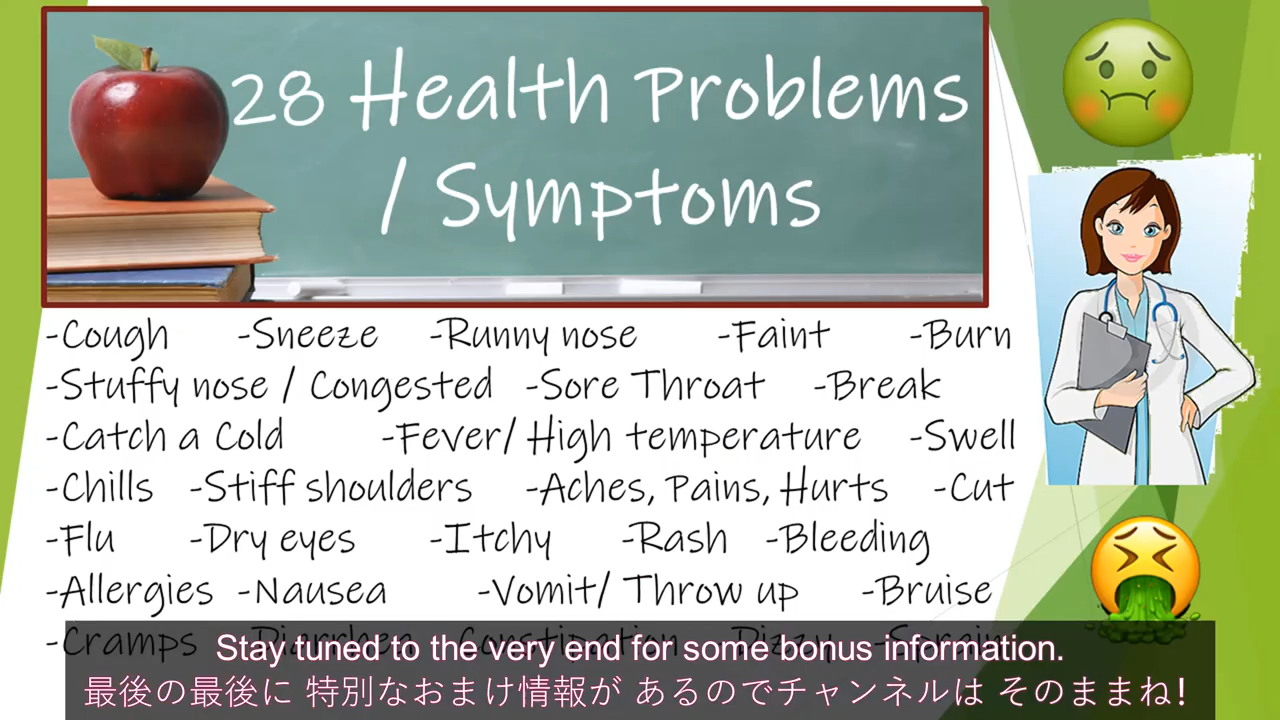 28 Health Problems
/ Symptoms
-Cough -Sneeze -Runny nose -Faint -Burn
-Stuffy nose / Congested -Sore Throat -Break
-Catch a Cold -Fever/ High temperature -Swell
-Chills -Stiff shoulders -Aches, Pains, Hurts -Cut
-Flu -Dry eyes -Itchy -Rash -Bleeding
-Allergies -Nausea -Vomit/ Throw up -Bruise
-Cramps -Diarrhea -Constipation -Dizzy -Sprain
Stay tuned to the very end for some bonus information.
最後の最後に 特別なおまけ情報が あるのでチャンネルは そのままね!